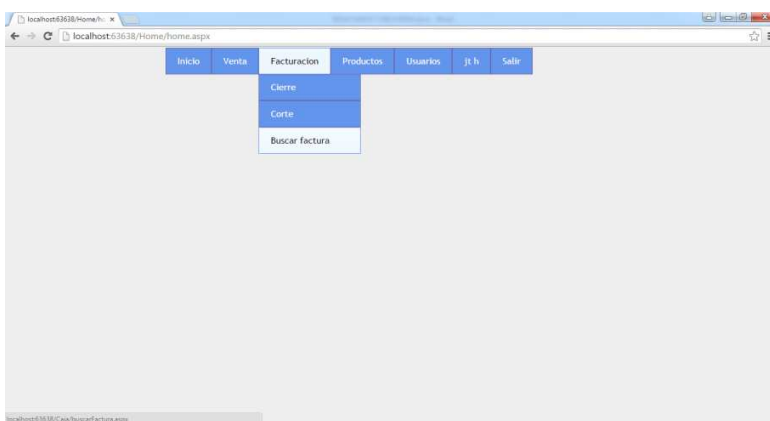 localhost:63638/Home/h
localhost:63638/Home/home.aspx
Inicio Venta Facturacion Productos Usuarios jt h Salir
Cierre
Corte
Buscar factura
localhost:63638/Caja/buscarFactura.aspx